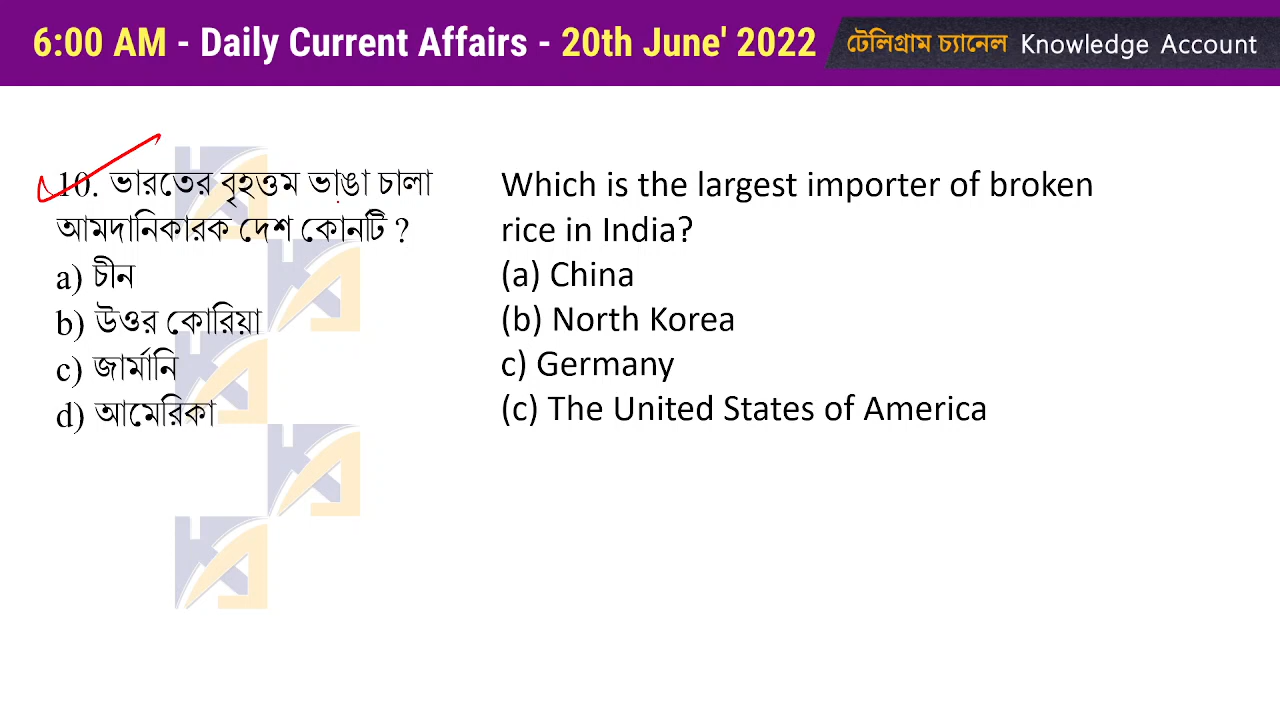 6:00 AM - Daily Current Affairs - 20th June' 2022
টেলিগ্রাম চ্যানেল Knowledge Account
10. ভারতের বৃহত্তম ভাঙা চালা
আমদানিকারক দেশ কোনটি ?
a) চীন
b) উওর কোরিয়া
c) জার্মানি
d) আমেরিকা
Which is the largest importer of broken
rice in India?
(a) China
(b) North Korea
c) Germany
(c) The United States of America